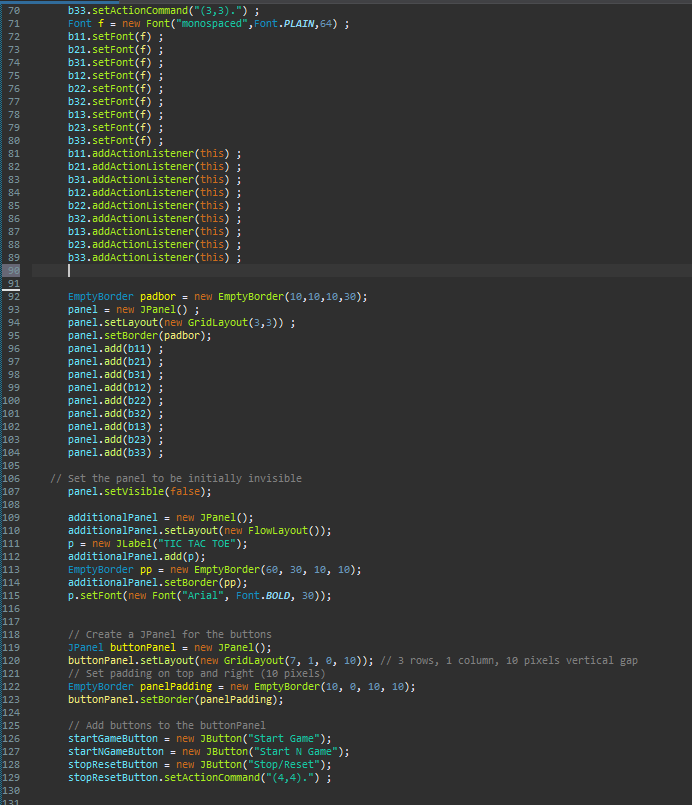 70 b33.setActionCommand("(3,3).") ;
71 Font f = new Font("monospaced",Font.PLAIN,64) ;
72 b11.setFont(f) ;
73 b21.setFont(f) ;
74 b31.setFont(f) ;
75 b12.setFont(f) ;
76 b22.setFont(f) ;
77 b32.setFont(f) ;
78 b13.setFont(f) ;
79 b23.setFont(f) ;
80 b33.setFont(f) ;
81 b11.addActionListener(this) ;
82 b21.addActionListener(this) ;
83 b31.addActionListener(this) ;
84 b12.addActionListener(this) ;
85 b22.addActionListener(this) ;
86 b32.addActionListener(this) ;
87 b13.addActionListener(this) ;
88 b23.addActionListener(this) ;
89 b33.addActionListener(this) ;
90
91
92 EmptyBorder padbor = new EmptyBorder(10,10,10,30);
93 panel = new JPanel() ;
94 panel.setLayout(new GridLayout(3,3)) ;
95 panel.setBorder(padbor);
96 panel.add(b11) ;
97 panel.add(b21) ;
98 panel.add(b31) ;
99 panel.add(b12) ;
100 panel.add(b22) ;
101 panel.add(b32) ;
102 panel.add(b13) ;
103 panel.add(b23) ;
104 panel.add(b33) ;
105
106 // Set the panel to be initially invisible
107 panel.setVisible(false);
108
109 additionalPanel = new JPanel();
110 additionalPanel.setLayout(new FlowLayout());
111 p = new JLabel("TIC TAC TOE");
112 additionalPanel.add(p);
113 EmptyBorder pp = new EmptyBorder(60, 30, 10, 10);
114 additionalPanel.setBorder(pp);
115 p.setFont(new Font("Arial", Font.BOLD, 30));
116
117
118 // Create a JPanel for the buttons
119 JPanel buttonPanel = new JPanel();
120 buttonPanel.setLayout(new GridLayout(7, 1, 0, 10)); // 3 rows, 1 column, 10 pixels vertical gap
121 // Set padding on top and right (10 pixels)
122 EmptyBorder panelPadding = new EmptyBorder(10, 0, 10, 10);
123 buttonPanel.setBorder(panelPadding);
124
125 // Add buttons to the buttonPanel
126 startGameButton = new JButton("Start Game");
127 startNGameButton = new JButton("Start N Game");
128 stopResetButton = new JButton("Stop/Reset");
129 stopResetButton.setActionCommand("(4,4).") ;
130
131